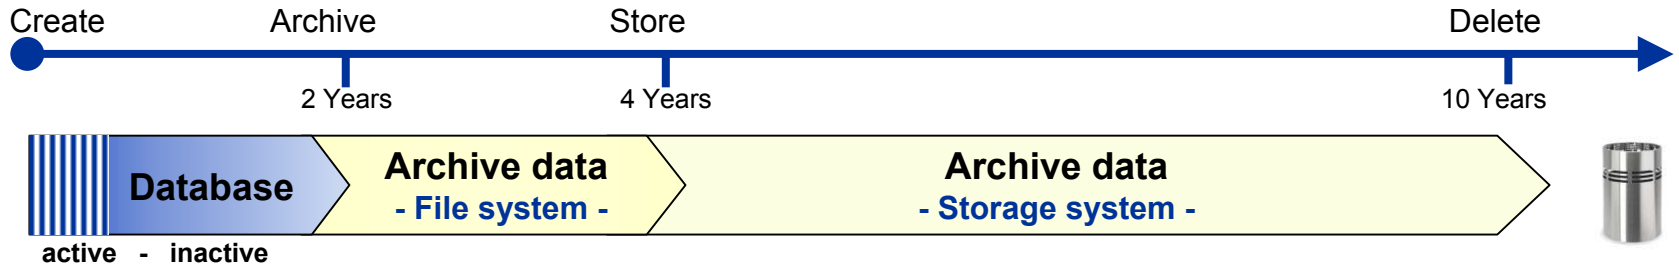 Create Archive Store Delete
2 Years 4 Years 10 Years
Database
Archive data
- File system -
Archive data
- Storage system -
active - inactive